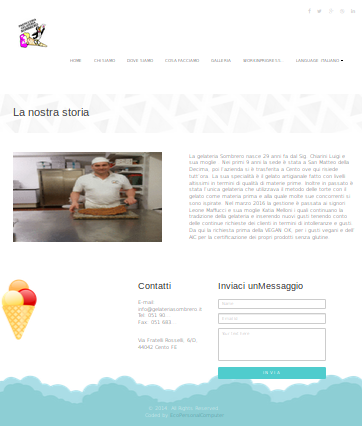 HOME CHI SIAMO DOVE SIAMO COSA FACCIAMO GALLERIA LANGUAGE: ITALIANO
La nostra storia
La gelateria Sombrero nasce 29 anni fa dal Sig. Chianni Luigi e
sua moglie. Nei primi 9 anni la sede è stata a San Matteo della
Decima, poi l'azienda si è trasferita a Cento ove qui risiede
tutt'ora. La sua specialità è il gelato artigianale fatto con livelli
altissimi in termini di qualità di materie prime. Inoltre è passato è
stata l'unica gelateria che utilizzava il metodo delle torte con il
gelato come materia prima e alla quale molte sue concorrenti si
sono ispirate. Nel marzo 2016 la gestione è passata ai signori
Leone Maffucci e sua moglie Katia Melloni i quali continuano la
tradizione della gelateria e inserendo nuovi gusti tenendo conto
delle continue richieste dei clienti in termini di intolleranze e gusti.
Da qui la richiesta prima della VEGAN OK, per i gusti vegani e dell'
AIC per la certificazione dei propri prodotti senza glutine.
Contatti
E-mail:
info@gelateriasombrero.it
Tel. 051 90
Fax. 051 683
Via Fratelli Rosselli, 6/D
44042 Cento FE
Inviaci unMessaggio
Name
E-mail
INVIA
© 2014 All Rights Reserved
Coded by